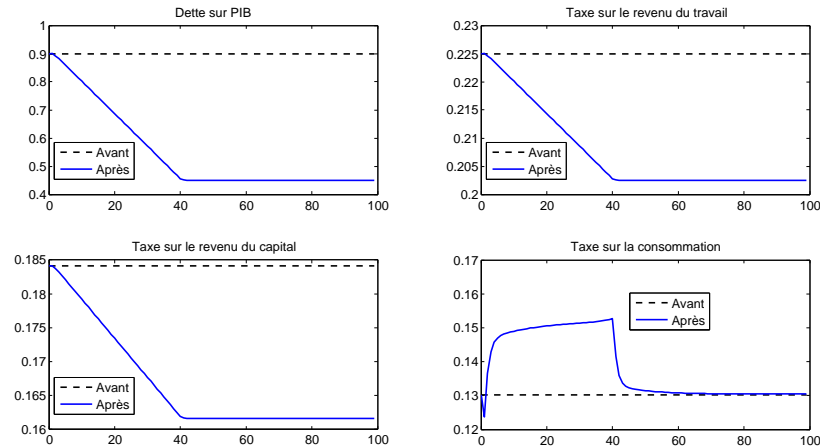 Dette sur PIB
1
0.9
0.8
0.7
0.6
0.5
0.4
0 20 40 60 80 100
Avant
Après
Taxe sur le revenu du travail
0.23
0.225
0.22
0.215
0.21
0.205
0.2
0 20 40 60 80 100
Avant
Après
Taxe sur le revenu du capital
0.185
0.18
0.175
0.17
0.165
0.16
0 20 40 60 80 100
Avant
Après
Taxe sur la consommation
0.17
0.16
0.15
0.14
0.13
0.12
0 20 40 60 80 100
Avant
Après